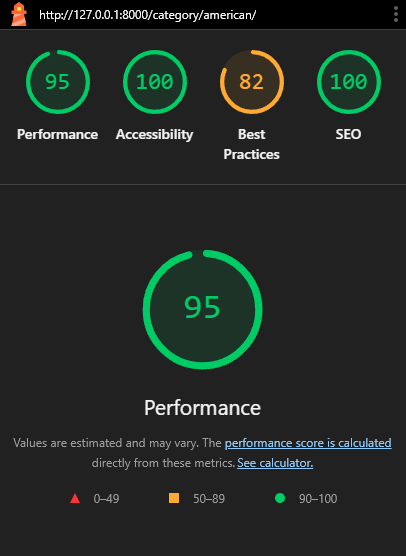 http://127.0.0.1:8000/category/american/
95 100 82 100
Performance Accessibility Best Practices SEO
95
Performance
Values are estimated and may vary. The performance score is calculated
directly from these metrics. See calculator.
0–49 50–89 90–100